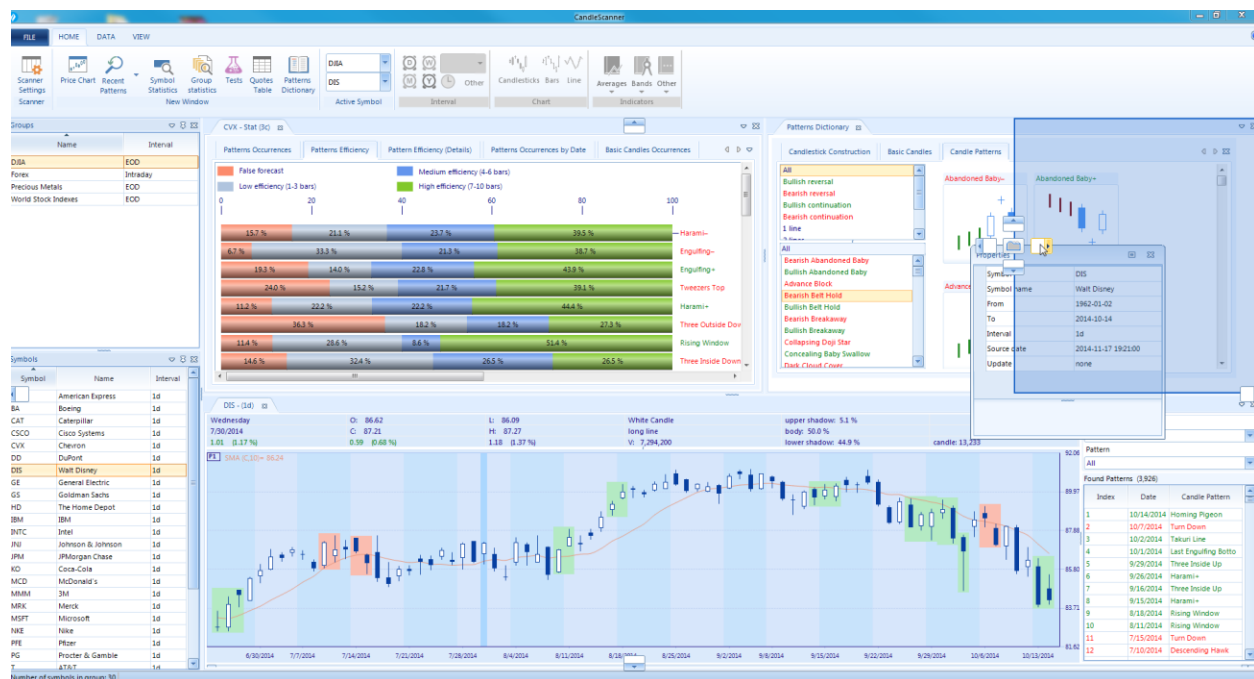 CandleScanner
FILE HOME DATA VIEW
Scanner Settings
Price Chart
Recent Patterns
Symbol Statistics
Group statistics
Tests
Quotes Table
Patterns Dictionary
DJIA
DIS
Other
Candlesticks Bars Line
Averages Bands Other
Scanner New Window Active Symbol Interval Chart Indicators
Groups
Name Interval
DJIA EOD
Forex Intraday
Precious Metals EOD
World Stock Indexes EOD
CVX - Stat (3c)
Patterns Occurrences Patterns Efficiency Pattern Efficiency (Details) Patterns Occurrences by Date Basic Candles Occurrences
False forecast Medium efficiency (4-6 bars)
Low efficiency (1-3 bars) High efficiency (7-10 bars)
0 20 40 60 80 100
15.7 % 21.1 % 23.7 % 39.5 % Harami-
6.7 % 33.3 % 21.3 % 38.7 % Engulfing-
19.3 % 14.0 % 22.8 % 43.9 % Engulfing+
24.0 % 15.2 % 21.7 % 39.1 % Tweezers Top
11.2 % 22.2 % 22.2 % 44.4 % Harami+
36.3 % 18.2 % 18.2 % 27.3 % Three Outside Dov
11.4 % 28.6 % 8.6 % 51.4 % Rising Window
14.6 % 32.4 % 26.5 % 26.5 % Three Inside Down
Patterns Dictionary
Candlestick Construction Basic Candles Candle Patterns
All
Bullish reversal
Bearish reversal
Bullish continuation
Bearish continuation
1 line
All
Bearish Abandoned Baby
Bullish Abandoned Baby
Advance Block
Bearish Belt Hold
Bullish Belt Hold
Bearish Breakaway
Bullish Breakaway
Collapsing Doji Star
Concealing Baby Swallow
Dark Cloud Cover
Abandoned Baby- Abandoned Baby+
Properties
DIS
Symbol name Walt Disney
From 1962-01-02
To 2014-10-14
Interval 1d
Source date 2014-11-17 19:21:00
Update none
Symbols
Symbol Name Interval
American Express 1d
BA Boeing 1d
CAT Caterpillar 1d
CSCO Cisco Systems 1d
CVX Chevron 1d
DD DuPont 1d
DIS Walt Disney 1d
GE General Electric 1d
GS Goldman Sachs 1d
HD The Home Depot 1d
IBM IBM 1d
INTC Intel 1d
JNJ Johnson & Johnson 1d
JPM JPMorgan Chase 1d
KO Coca-Cola 1d
MCD McDonald's 1d
MMM 3M 1d
MRK Merck 1d
MSFT Microsoft 1d
NKE Nike 1d
PFE Pfizer 1d
PG Procter & Gamble 1d
T AT&T 1d
Number of symbols in group: 30
DIS - (1d)
Wednesday O: 86.62 L: 86.09 White Candle upper shadow: 5.1 %
7/30/2014 C: 87.21 H: 87.27 long line body: 50.0 %
1.01 (1.17 %) 0.59 (0.68 %) 1.18 (1.37 %) V: 7,294,200 lower shadow: 44.9 % candle: 13,233
P1 SMA (C,10)= 86.24
92.06
89.97
87.88
85.80
83.71
81.62
6/30/2014 7/7/2014 7/14/2014 7/21/2014 7/28/2014 8/4/2014 8/11/2014 8/18/2014 8/25/2014 9/2/2014 9/8/2014 9/15/2014 9/22/2014 9/29/2014 10/6/2014 10/13/2014
Pattern
All
Found Patterns (3,926)
Index Date Candle Pattern
1 10/14/2014 Homing Pigeon
2 10/7/2014 Turn Down
3 10/2/2014 Takuri Line
4 10/1/2014 Last Engulfing Botto
5 9/29/2014 Three Inside Up
6 9/26/2014 Harami+
7 9/16/2014 Three Inside Up
8 9/15/2014 Harami+
9 8/18/2014 Rising Window
10 8/11/2014 Rising Window
11 7/15/2014 Turn Down
12 7/10/2014 Descending Hawk